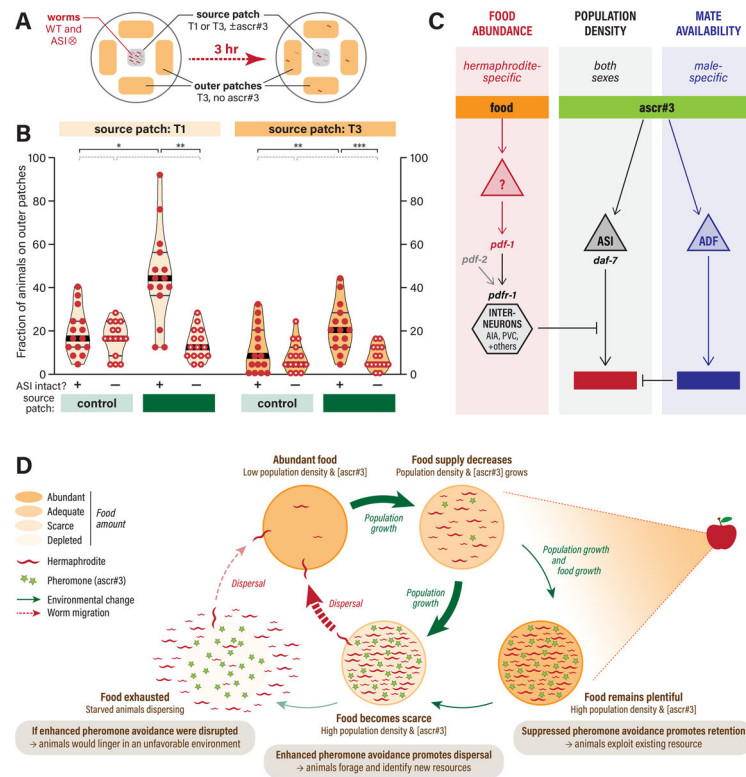 A
worms
WT and
ASI⊗
source patch
T1 or T3, ±ascr#3
3 hr
outer patches
T3, no ascr#3
B
source patch: T1
source patch: T3
* ** ** ***
Fraction of animals on outer patches
100 100
80 80
60 60
40 40
20 20
0 0
ASI intact? + – + – + – + –
source
patch:
control
control
C
FOOD
ABUNDANCE
POPULATION
DENSITY
MATE
AVAILABILITY
hermaphrodite-
specific
both
sexes
male-
specific
food
ascr#3
?
pdf-1
pdf-2
pdfr-1
INTER-
NEURONS
AIA, PVC,
+others
ASI
daf-7
ADF
D
Abundant
Adequate
Scarce
Depleted
Food
amount
Hermaphrodite
Pheromone (ascr#3)
Environmental change
Worm migration
Abundant food
Low population density & [ascr#3]
Food supply decreases
Population density & [ascr#3] grows
Population
growth
Population growth
and
food growth
Population
growth
Dispersal
Dispersal
Food exhausted
Starved animals dispersing
If enhanced pheromone avoidance were disrupted
→ animals would linger in an unfavorable environment
Food becomes scarce
High population density & [ascr#3]
Enhanced pheromone avoidance promotes dispersal
→ animals forage and identify new resources
Food remains plentiful
High population density & [ascr#3]
Suppressed pheromone avoidance promotes retention
→ animals exploit existing resource